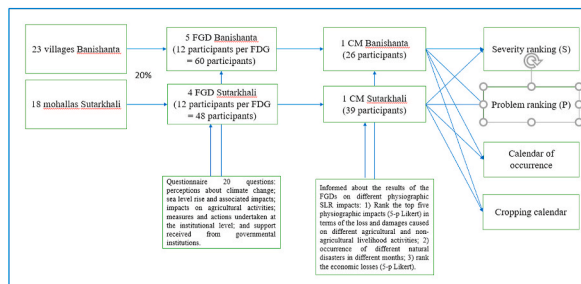 23 villages Banishanta
20%
18 mohallas Sutarkhali
5 FGD Banishanta
(12 participants per FDG
= 60 participants)
4 FGD Sutarkhali
(12 participants per FDG
= 48 participants)
1 CM Banishanta
(26 participants)
1 CM Sutarkhali
(39 participants)
Severity ranking (S)
Problem ranking (P)
Calendar of
occurrence
Cropping calendar
Questionnaire 20 questions:
perceptions about climate change;
sea level rise and associated impacts;
impacts on agricultural activities;
measures and actions undertaken
at the institutional level; and support
received from governmental
institutions.
Informed about the results of the
FGDs on different physiographic
SLR impacts: 1) Rank the top five
physiographic impacts (5-p Likert) in
terms of the loss and damages caused
on different agricultural and non-
agricultural livelihood activities; 2)
occurrence of different natural
disasters in different months; 3) rank
the economic losses (5-p Likert).